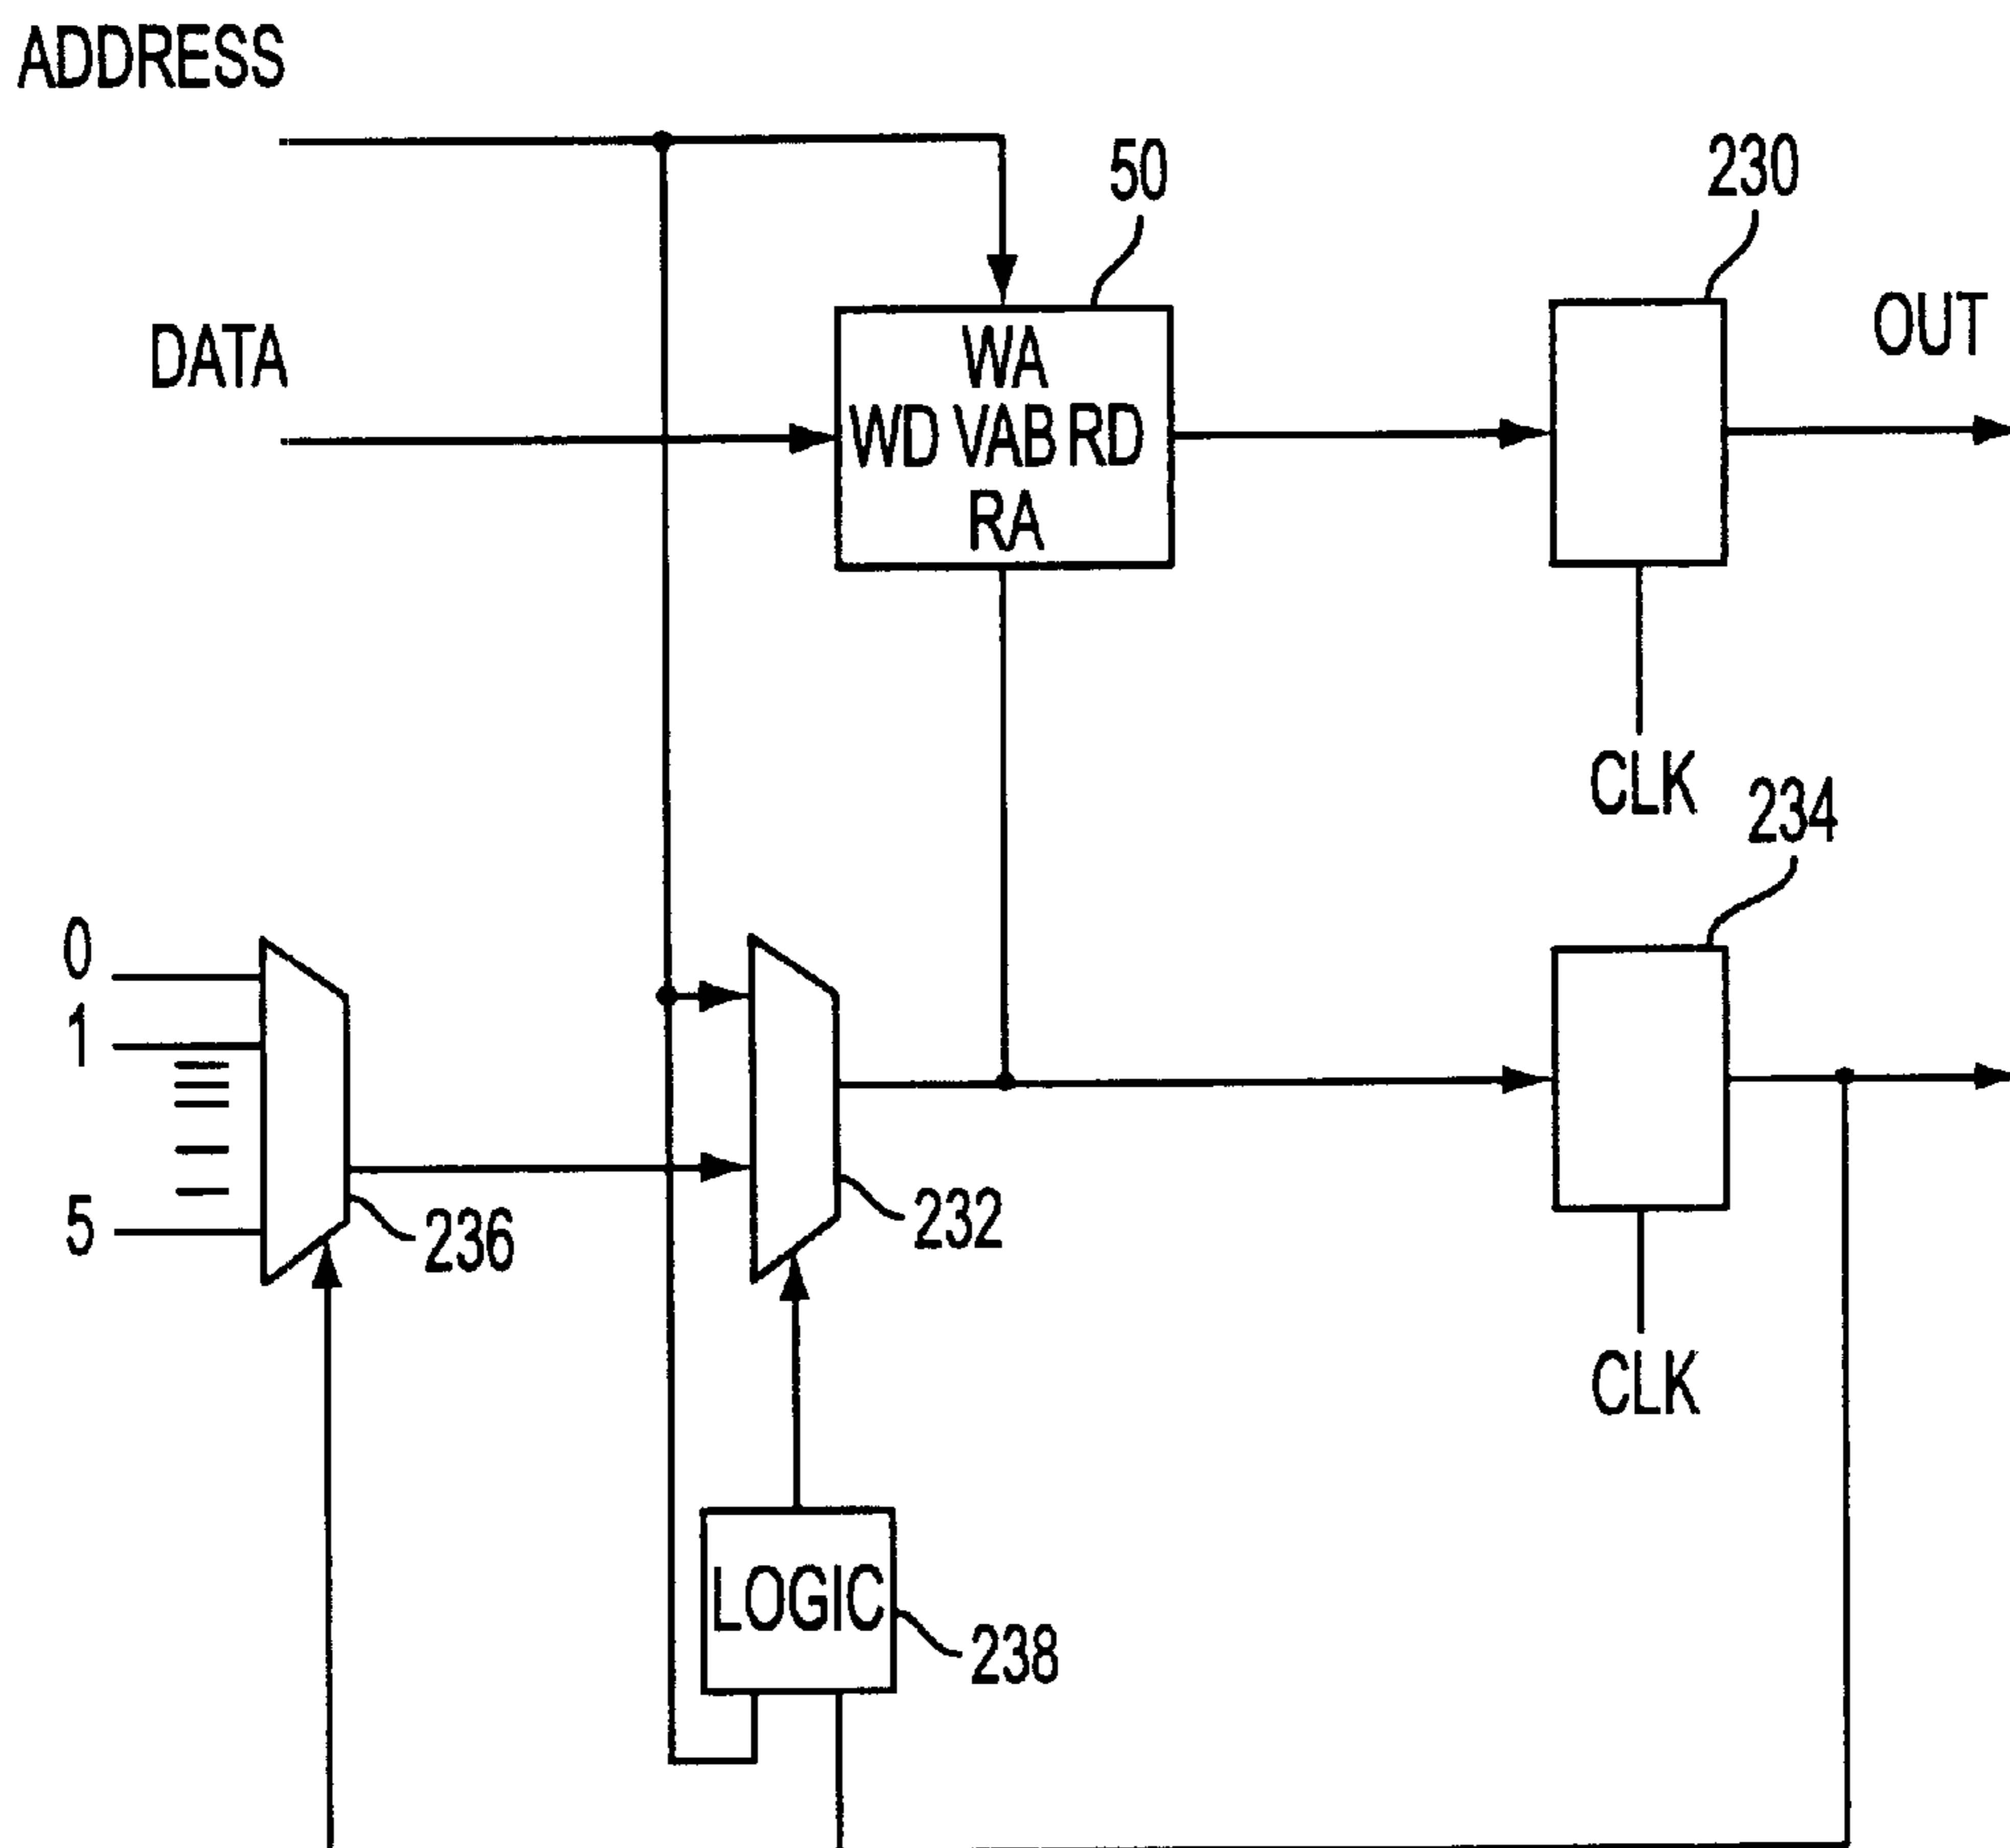 ADDRESS
50
230
DATA
OUT
WA
WD VAB RD
RA
CLK
234
0
1
5
236
232
CLK
LOGIC
238